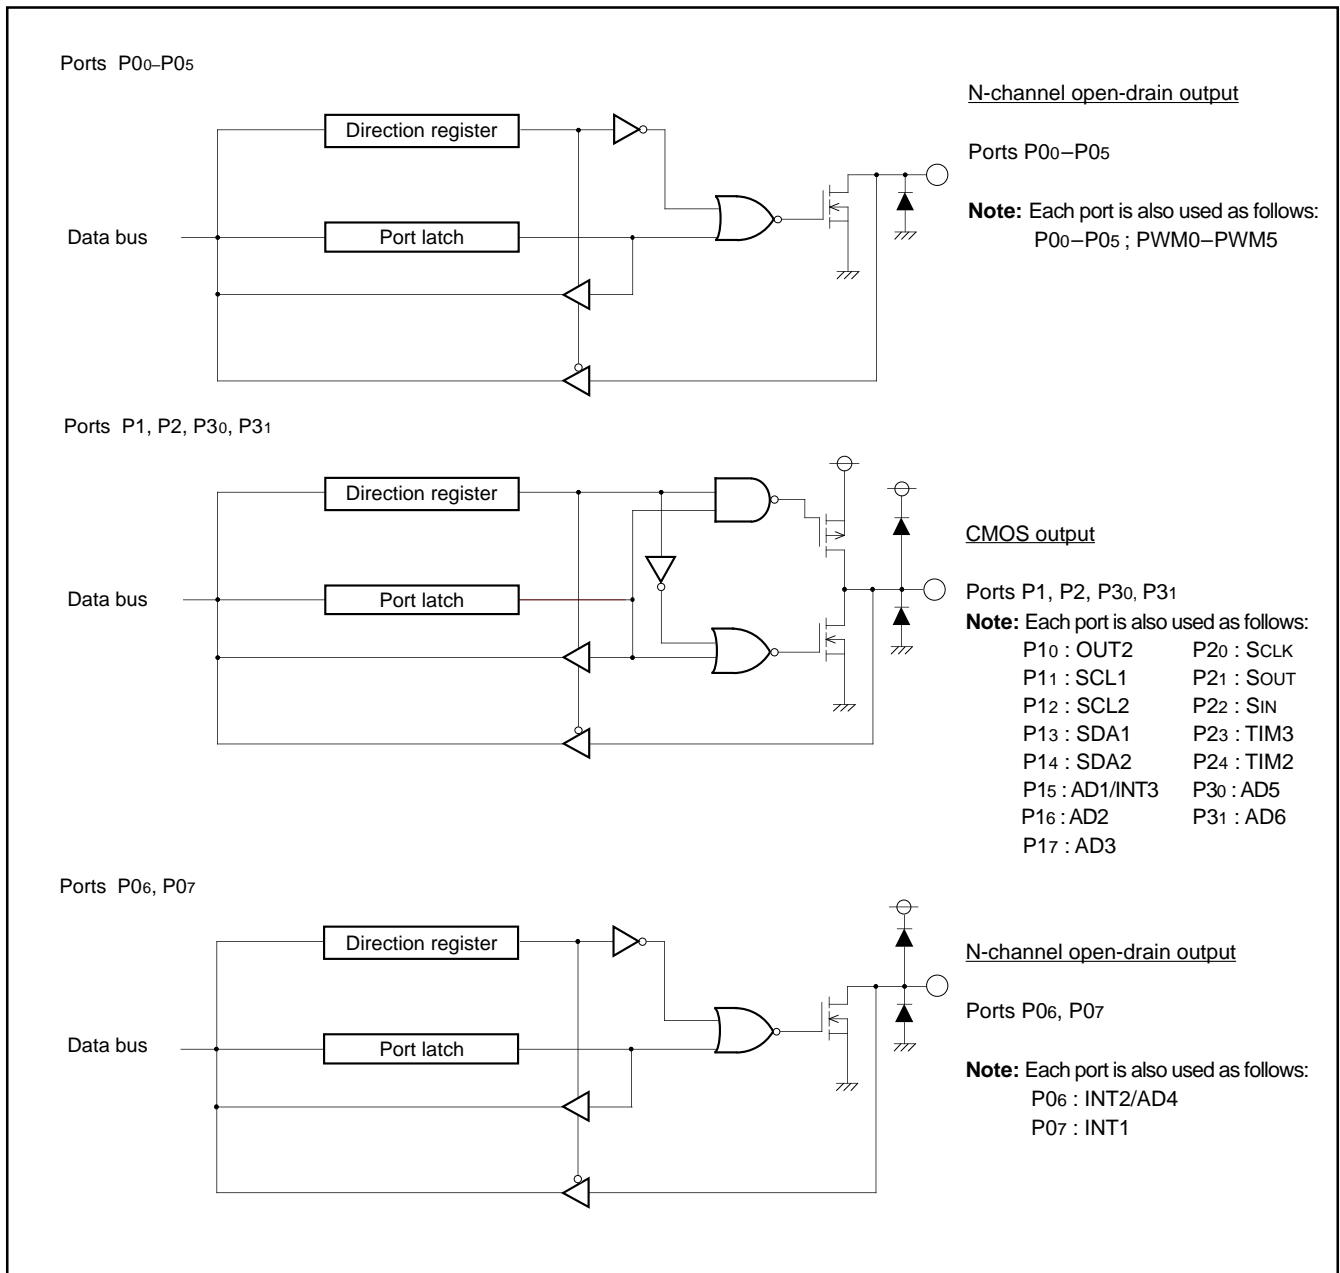 Ports P00–P05
N-channel open-drain output
Direction register
Ports P00–P05
Note: Each port is also used as follows:
P00–P05 ; PWM0–PWM5
Data bus
Port latch
Ports P1, P2, P30, P31
Direction register
CMOS output
Data bus
Port latch
Ports P1, P2, P30, P31
Note: Each port is also used as follows:
P10 : OUT2 P20 : SCLK
P11 : SCL1 P21 : SOUT
P12 : SCL2 P22 : SIN
P13 : SDA1 P23 : TIM3
P14 : SDA2 P24 : TIM2
P15 : AD1/INT3 P30 : AD5
P16 : AD2 P31 : AD6
P17 : AD3
Ports P06, P07
Direction register
N-channel open-drain output
Ports P06, P07
Data bus
Port latch
Note: Each port is also used as follows:
P06 : INT2/AD4
P07 : INT1